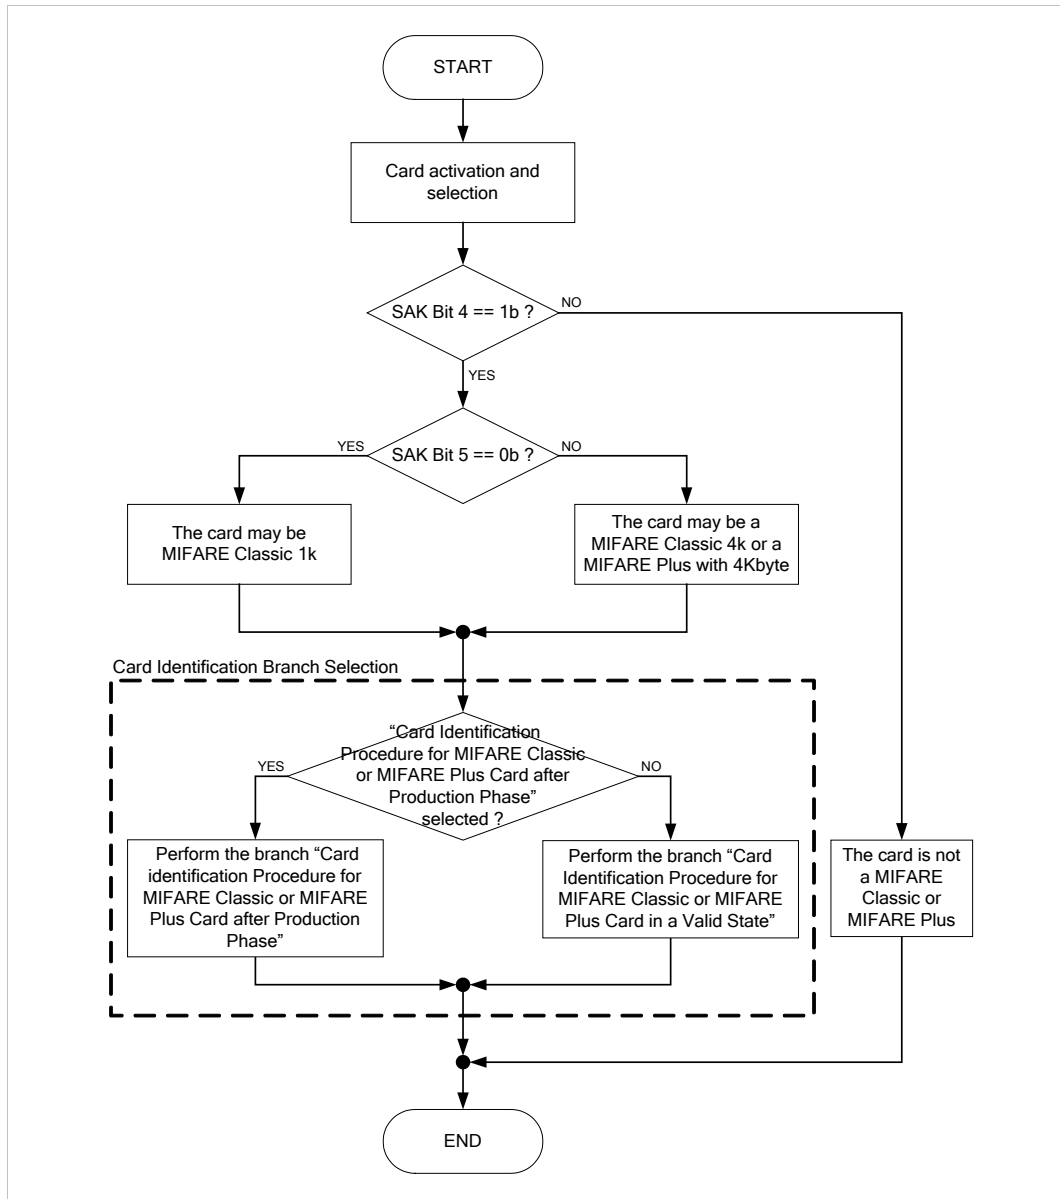 START
Card activation and
selection
SAK Bit 4 == 1b ?
NO
YES
SAK Bit 5 == 0b ?
YES
NO
The card may be
MIFARE Classic 1k
The card may be a
MIFARE Classic 4k or a
MIFARE Plus with 4Kbyte
Card Identification Branch Selection
“Card Identification
Procedure for MIFARE Classic
or MIFARE Plus Card after
Production Phase”
selected ?
YES
NO
Perform the branch “Card
identification Procedure for
MIFARE Classic or MIFARE
Plus Card after Production
Phase”
Perform the branch “Card
Identification Procedure for
MIFARE Classic or MIFARE
Plus Card in a Valid State”
The card is not
a MIFARE
Classic or
MIFARE Plus
END